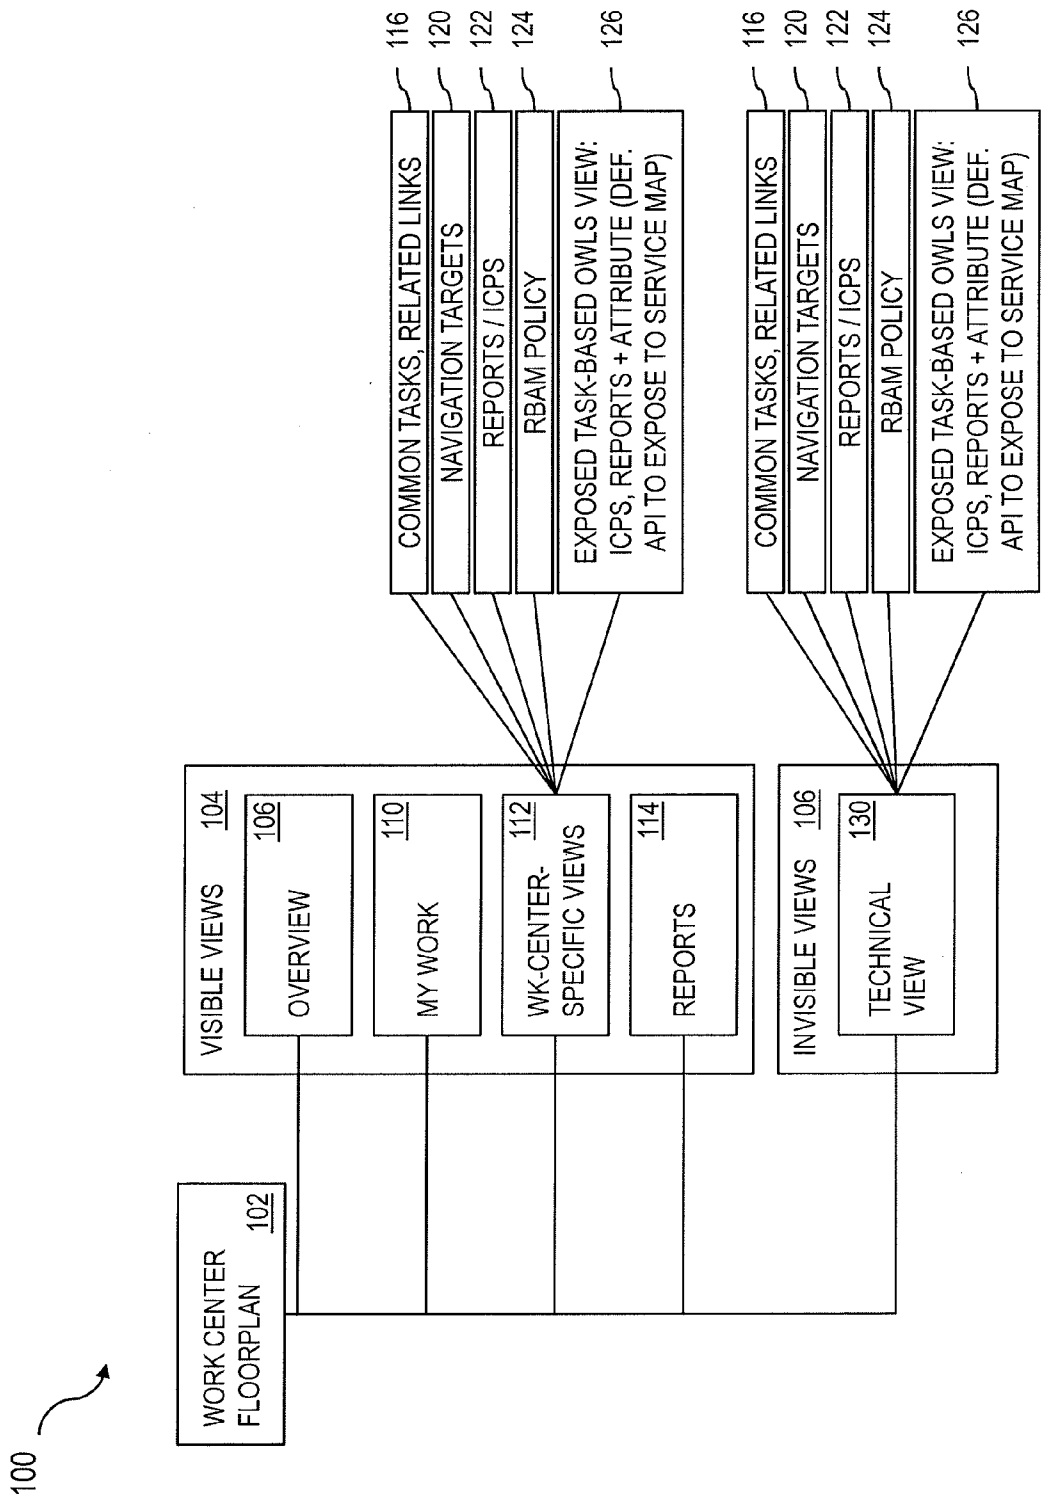 100
WORK CENTER
FLOORPLAN
102
VISIBLE VIEWS
104
OVERVIEW
106
MY WORK
110
WK-CENTER-
SPECIFIC VIEWS
112
REPORTS
114
INVISIBLE VIEWS
106
TECHNICAL
VIEW
130
COMMON TASKS, RELATED LINKS
116
NAVIGATION TARGETS
120
REPORTS / ICPS
122
RBAM POLICY
124
EXPOSED TASK-BASED OWLS VIEW:
ICPS, REPORTS + ATTRIBUTE (DEF.
API TO EXPOSE TO SERVICE MAP)
126
COMMON TASKS, RELATED LINKS
116
NAVIGATION TARGETS
120
REPORTS / ICPS
122
RBAM POLICY
124
EXPOSED TASK-BASED OWLS VIEW:
ICPS, REPORTS + ATTRIBUTE (DEF.
API TO EXPOSE TO SERVICE MAP)
126